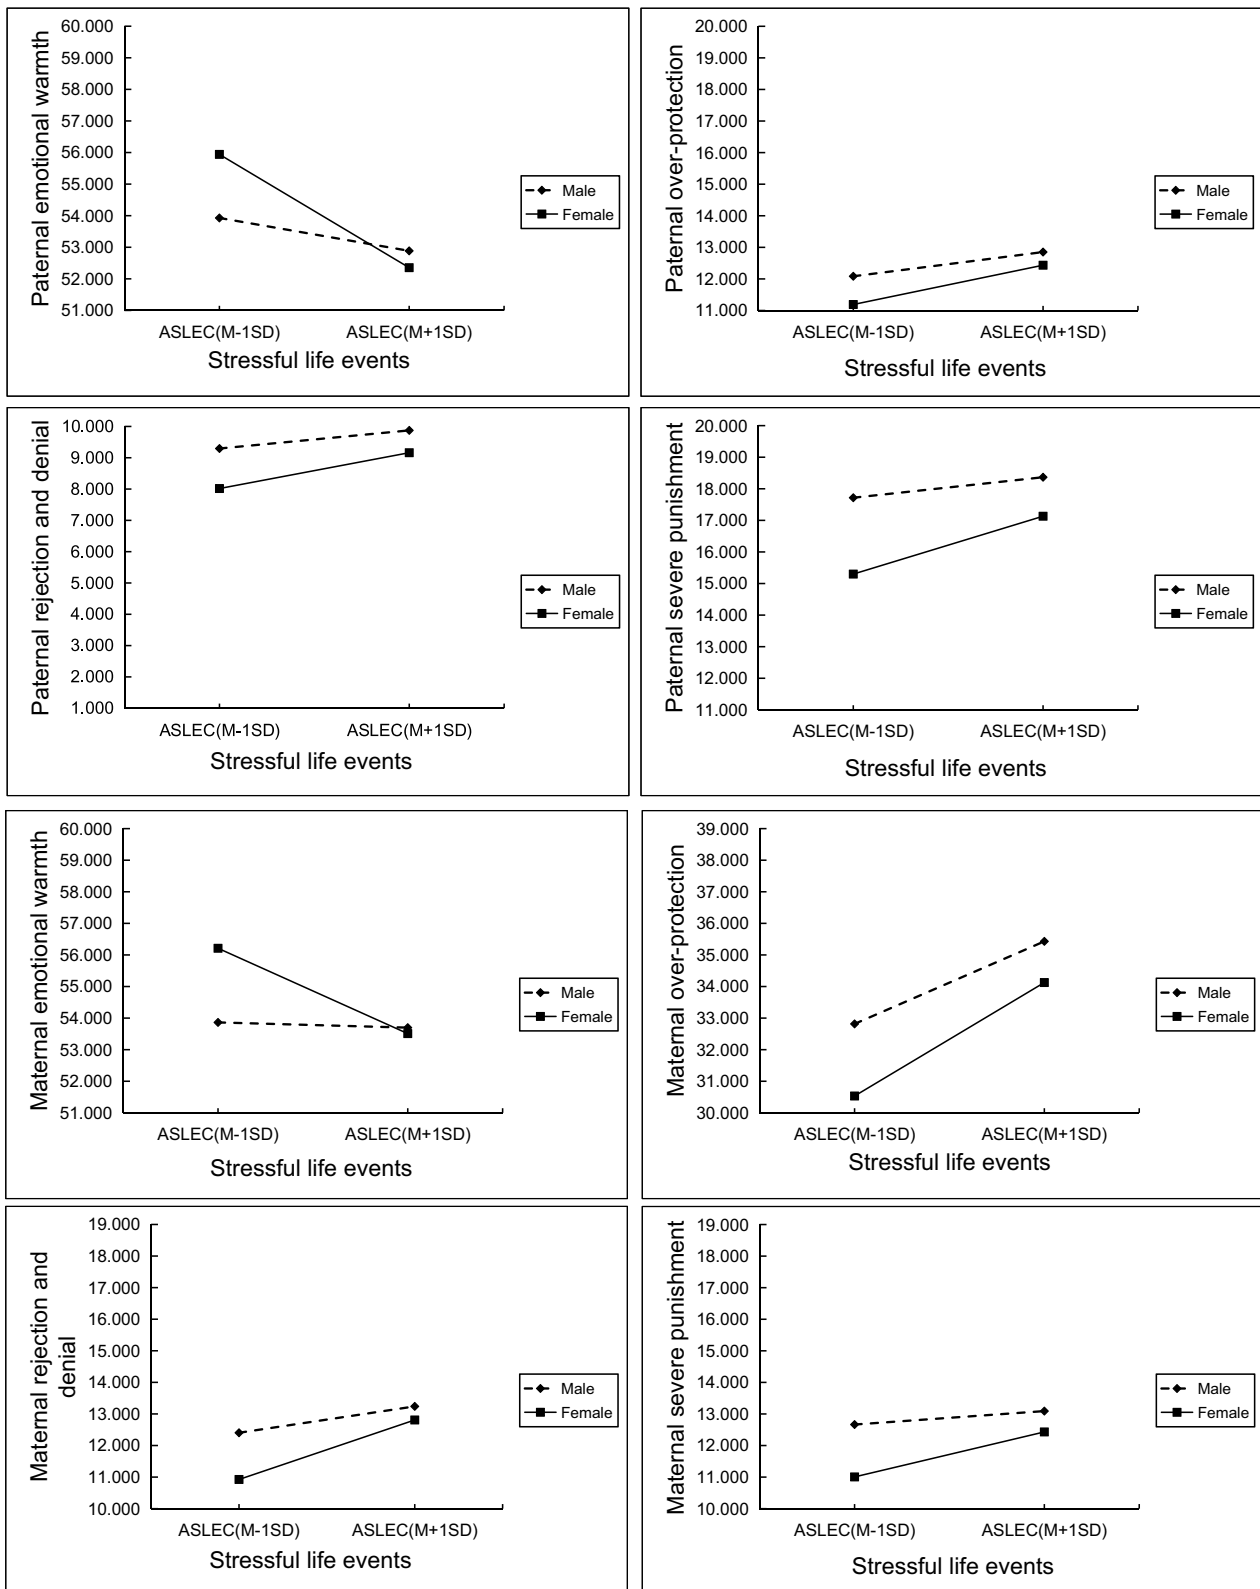 Paternal emotional warmth
60.000
59.000
58.000
57.000
56.000
55.000
54.000
53.000
52.000
51.000
ASLEC(M-1SD) ASLEC(M+1SD)
Stressful life events
Male
Female
Paternal over-protection
20.000
19.000
18.000
17.000
16.000
15.000
14.000
13.000
12.000
11.000
ASLEC(M-1SD) ASLEC(M+1SD)
Stressful life events
Male
Female
Paternal rejection and denial
10.000
9.000
8.000
7.000
6.000
5.000
4.000
3.000
2.000
1.000
ASLEC(M-1SD) ASLEC(M+1SD)
Stressful life events
Male
Female
Paternal severe punishment
20.000
19.000
18.000
17.000
16.000
15.000
14.000
13.000
12.000
11.000
ASLEC(M-1SD) ASLEC(M+1SD)
Stressful life events
Male
Female
Maternal emotional warmth
60.000
59.000
58.000
57.000
56.000
55.000
54.000
53.000
52.000
51.000
ASLEC(M-1SD) ASLEC(M+1SD)
Stressful life events
Male
Female
Maternal over-protection
39.000
38.000
37.000
36.000
35.000
34.000
33.000
32.000
31.000
30.000
ASLEC(M-1SD) ASLEC(M+1SD)
Stressful life events
Male
Female
Maternal rejection and
denial
19.000
18.000
17.000
16.000
15.000
14.000
13.000
12.000
11.000
10.000
ASLEC(M-1SD) ASLEC(M+1SD)
Stressful life events
Male
Female
Maternal severe punishment
19.000
18.000
17.000
16.000
15.000
14.000
13.000
12.000
11.000
10.000
ASLEC(M-1SD) ASLEC(M+1SD)
Stressful life events
Male
Female